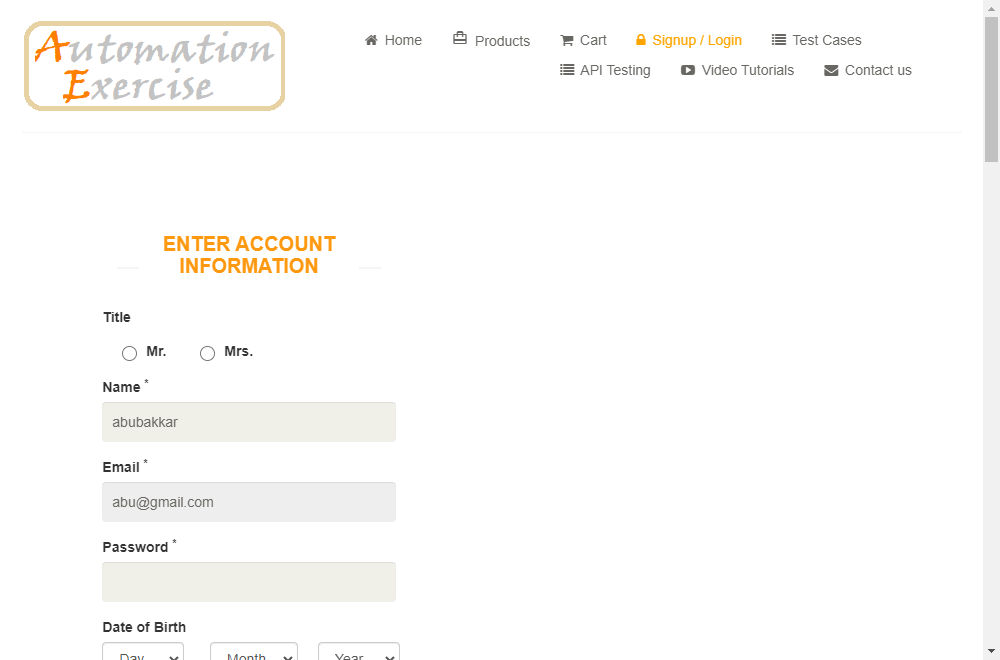 Automation
Exercise
Home
Products
Cart
Signup / Login
Test Cases
API Testing
Video Tutorials
Contact us
ENTER ACCOUNT
INFORMATION
Title
Mr.
Mrs.
Name *
abubakkar
Email *
abu@gmail.com
Password *
Date of Birth
Day
Month
Year